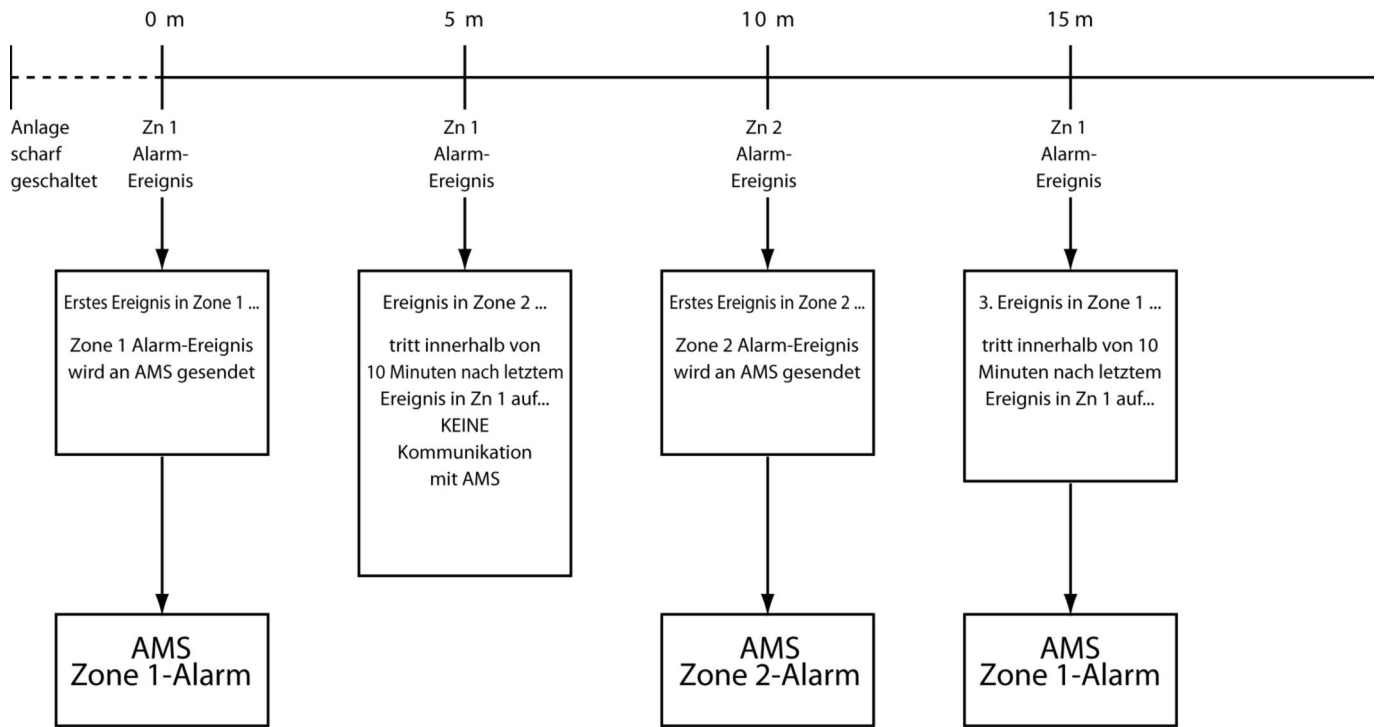 0 m
5 m
10 m
15 m
Anlage
scharf
geschaltet
Zn 1
Alarm-
Ereignis
Zn 1
Alarm-
Ereignis
Zn 2
Alarm-
Ereignis
Zn 1
Alarm-
Ereignis
Erstes Ereignis in Zone 1 ...
Zone 1 Alarm-Ereignis
wird an AMS gesendet
Ereignis in Zone 2 ...
tritt innerhalb von
10 Minuten nach letztem
Ereignis in Zn 1 auf...
KEINE
Kommunikation
mit AMS
Erstes Ereignis in Zone 2 ...
Zone 2 Alarm-Ereignis
wird an AMS gesendet
3. Ereignis in Zone 1 ...
tritt innerhalb von 10
Minuten nach letztem
Ereignis in Zn 1 auf...
AMS
Zone 1-Alarm
AMS
Zone 2-Alarm
AMS
Zone 1-Alarm